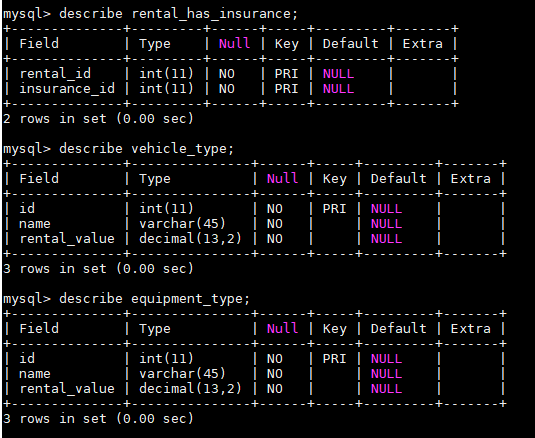 mysql> describe rental_has_insurance;
+--------------+---------+------+-----+---------+-------+
| Field        | Type    | Null | Key | Default | Extra |
+--------------+---------+------+-----+---------+-------+
| rental_id    | int(11) | NO   | PRI | NULL    |       |
| insurance_id | int(11) | NO   | PRI | NULL    |       |
+--------------+---------+------+-----+---------+-------+
2 rows in set (0.00 sec)

mysql> describe vehicle_type;
+--------------+---------------+------+-----+---------+-------+
| Field        | Type          | Null | Key | Default | Extra |
+--------------+---------------+------+-----+---------+-------+
| id           | int(11)       | NO   | PRI | NULL    |       |
| name         | varchar(45)   | NO   |     | NULL    |       |
| rental_value | decimal(13,2) | NO   |     | NULL    |       |
+--------------+---------------+------+-----+---------+-------+
3 rows in set (0.00 sec)

mysql> describe equipment_type;
+--------------+---------------+------+-----+---------+-------+
| Field        | Type          | Null | Key | Default | Extra |
+--------------+---------------+------+-----+---------+-------+
| id           | int(11)       | NO   | PRI | NULL    |       |
| name         | varchar(45)   | NO   |     | NULL    |       |
| rental_value | decimal(13,2) | NO   |     | NULL    |       |
+--------------+---------------+------+-----+---------+-------+
3 rows in set (0.00 sec)